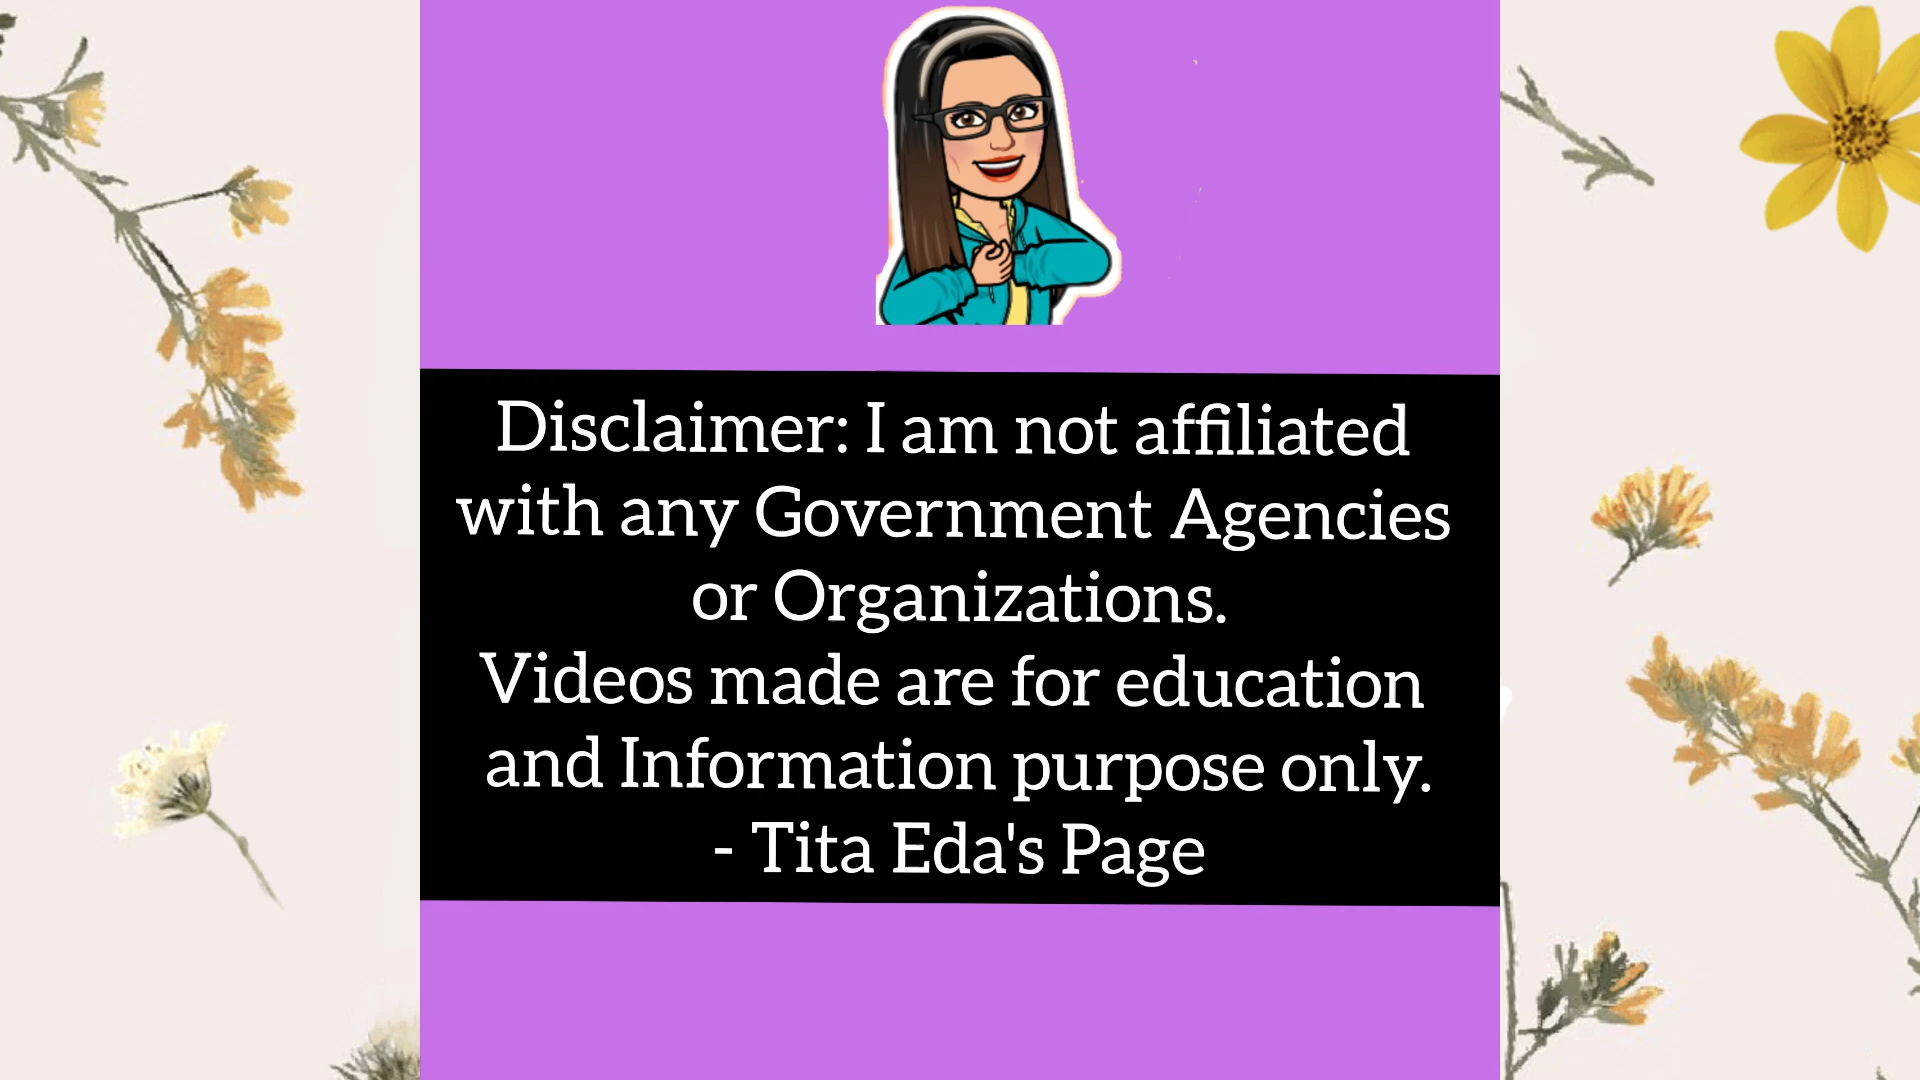 Disclaimer: I am not affiliated
with any Government Agencies
or Organizations.
Videos made are for education
and Information purpose only.
- Tita Eda's Page